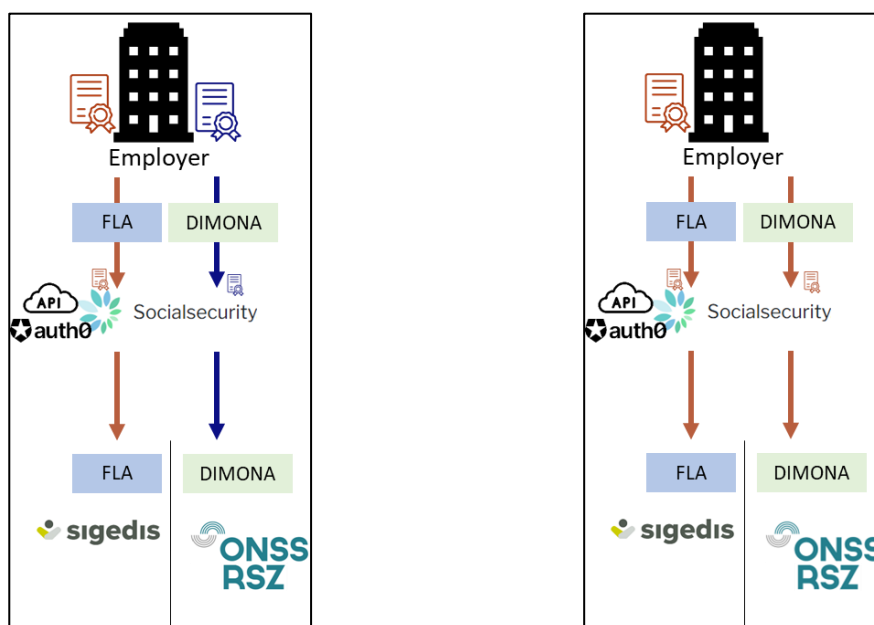 Employer
FLA
DIMONA
API
auth0
Socialsecurity
FLA
DIMONA
sigedis
ONSS
RSZ
Employer
FLA
DIMONA
API
auth0
Socialsecurity
FLA
DIMONA
sigedis
ONSS
RSZ